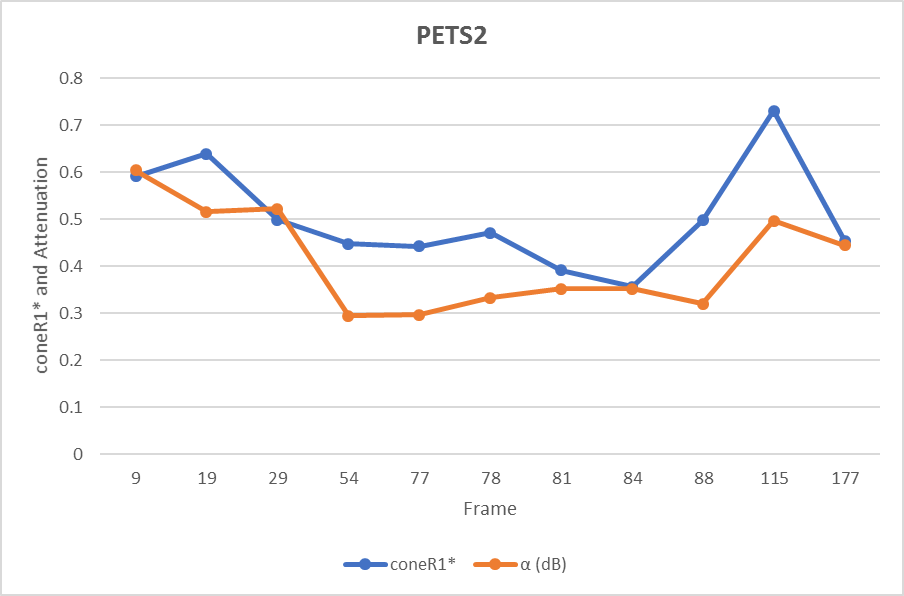 PETS2
coneR1* and Attenuation
0.8
0.7
0.6
0.5
0.4
0.3
0.2
0.1
0
9 19 29 54 77 78 81 84 88 115 177
Frame
coneR1* α (dB)